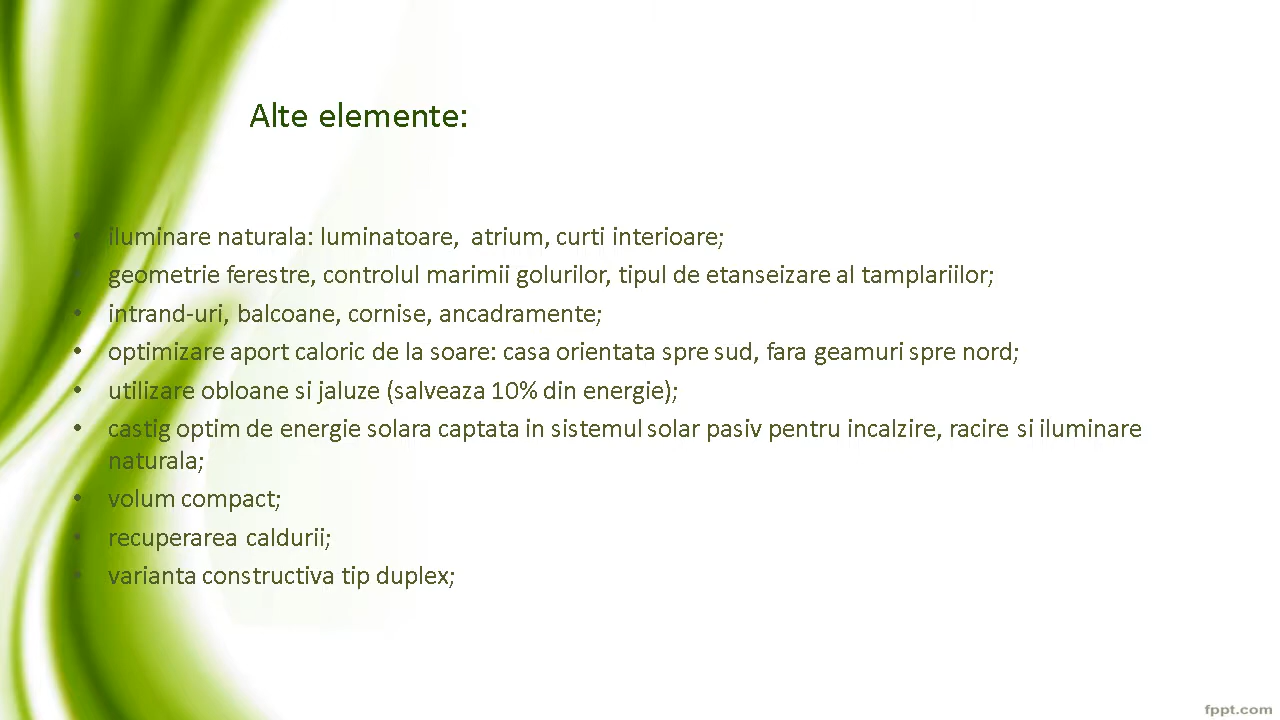 Alte elemente:
• iluminare naturala: luminatoare,  atrium, curti interioare;
• geometrie ferestre, controlul marimii golurilor, tipul de etanseizare al tamplariilor;
• intrand-uri, balcoane, cornise, ancadramente;
• optimizare aport caloric de la soare: casa orientata spre sud, fara geamuri spre nord;
• utilizare obloane si jaluze (salveaza 10% din energie);
• castig optim de energie solara captata in sistemul solar pasiv pentru incalzire, racire si iluminare
naturala;
• volum compact;
• recuperarea caldurii;
• varianta constructiva tip duplex;
fppt.com